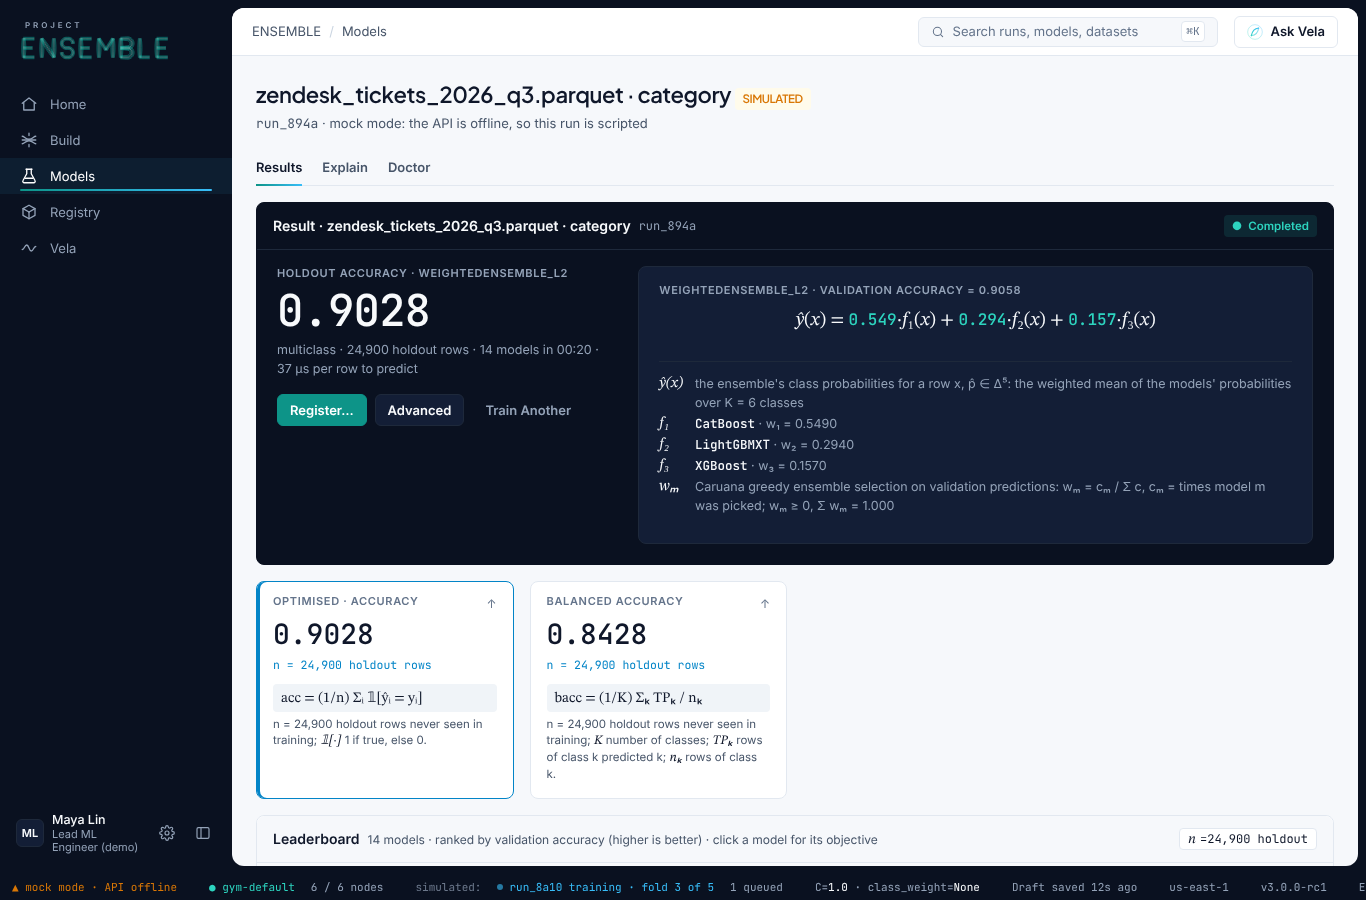 PROJECT
ENSEMBLE
Home
Build
Models
Registry
Vela
ML
Maya Lin
Lead ML
Engineer (demo)
ENSEMBLE / Models
Search runs, models, datasets ⌘K
Ask Vela
zendesk_tickets_2026_q3.parquet · category SIMULATED
run_894a · mock mode: the API is offline, so this run is scripted
Results Explain Doctor
Result · zendesk_tickets_2026_q3.parquet · category run_894a
Completed
HOLDOUT ACCURACY · WEIGHTEDENSEMBLE_L2
0.9028
multiclass · 24,900 holdout rows · 14 models in 00:20 ·
37 µs per row to predict
Register... Advanced Train Another
WEIGHTEDENSEMBLE_L2 · VALIDATION ACCURACY = 0.9058
ŷ(x) = 0.549·f₁(x) + 0.294·f₂(x) + 0.157·f₃(x)
ŷ(x) the ensemble's class probabilities for a row x, p̂ ∈ Δ⁵: the weighted mean of the models' probabilities
over K = 6 classes
f₁ CatBoost · w₁ = 0.5490
f₂ LightGBMXT · w₂ = 0.2940
f₃ XGBoost · w₃ = 0.1570
wₘ Caruana greedy ensemble selection on validation predictions: wₘ = cₘ / Σ c, cₘ = times model m
was picked; wₘ ≥ 0, Σ wₘ = 1.000
OPTIMISED · ACCURACY ↑
0.9028
n = 24,900 holdout rows
acc = (1/n) Σᵢ 𝟙[ŷᵢ = yᵢ]
n = 24,900 holdout rows never seen in
training; 𝟙[·] 1 if true, else 0.
BALANCED ACCURACY ↑
0.8428
n = 24,900 holdout rows
bacc = (1/K) Σₖ TPₖ / nₖ
n = 24,900 holdout rows never seen in
training; K number of classes; TPₖ rows
of class k predicted k; nₖ rows of class
k.
Leaderboard 14 models · ranked by validation accuracy (higher is better) · click a model for its objective
n =24,900 holdout
▲ mock mode · API offline ● gym-default 6 / 6 nodes simulated: ● run_8a10 training · fold 3 of 5 1 queued C=1.0 · class_weight=None Draft saved 12s ago us-east-1 v3.0.0-rc1